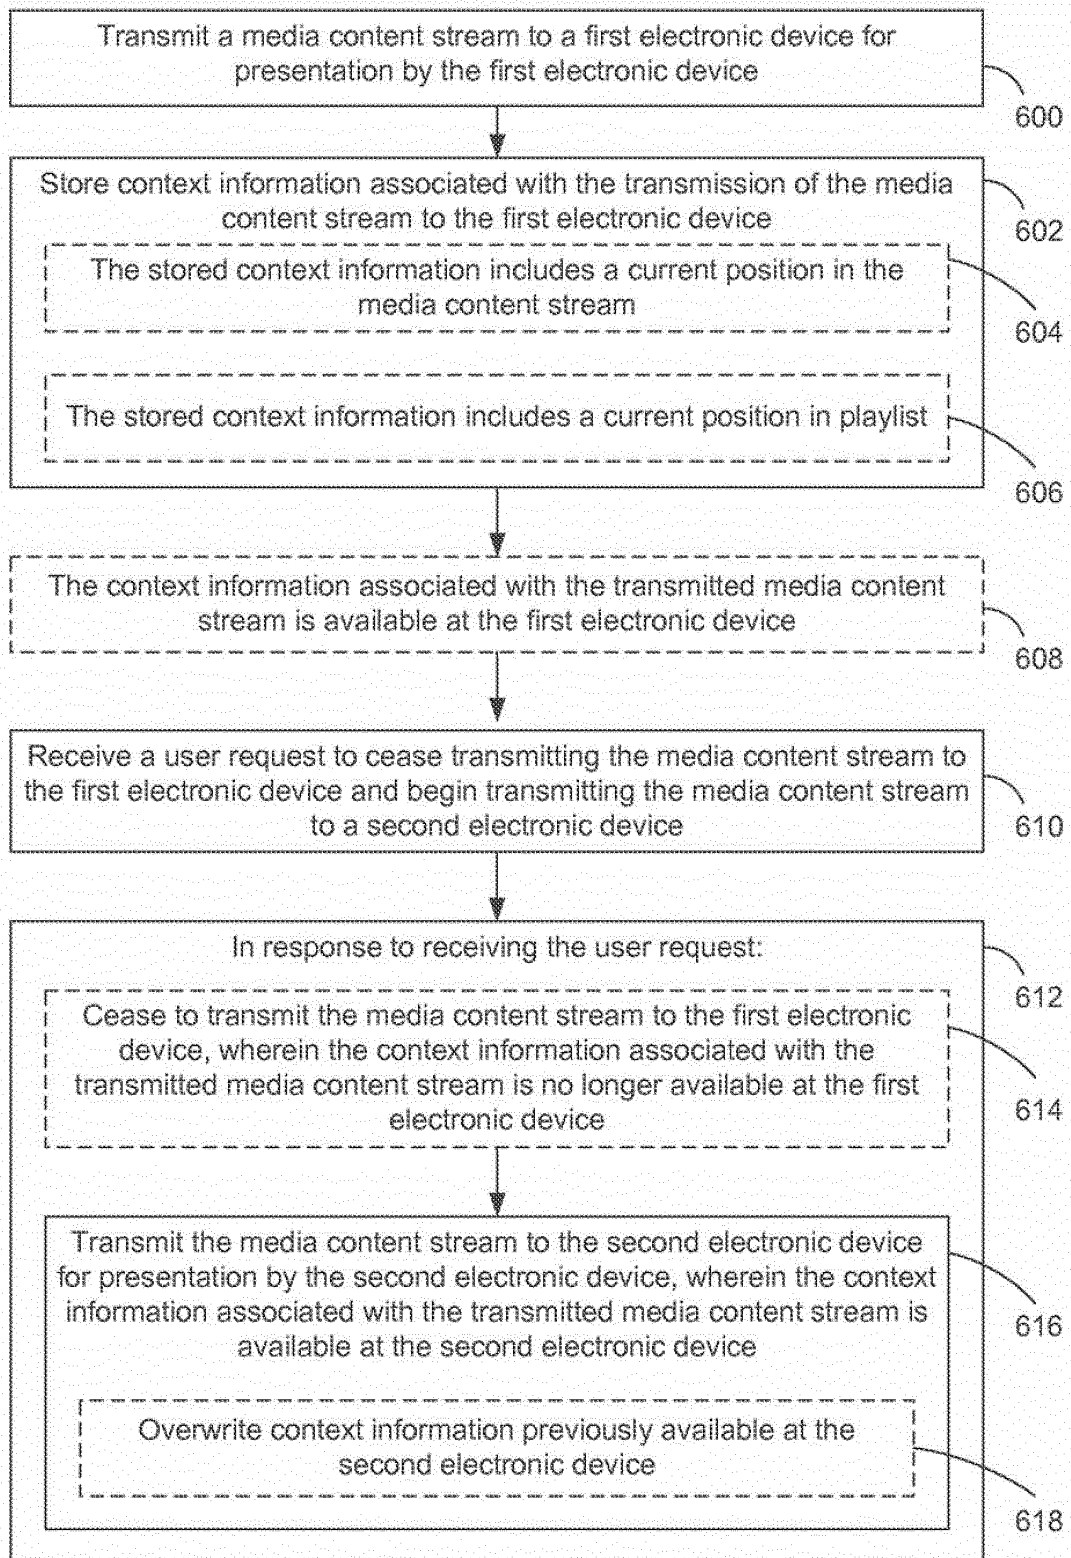 Transmit a media content stream to a first electronic device for
presentation by the first electronic device
600
Store context information associated with the transmission of the media
content stream to the first electronic device
602
The stored context information includes a current position in the
media content stream
604
The stored context information includes a current position in playlist
606
The context information associated with the transmitted media content
stream is available at the first electronic device
608
Receive a user request to cease transmitting the media content stream to
the first electronic device and begin transmitting the media content stream
to a second electronic device
610
In response to receiving the user request:
612
Cease to transmit the media content stream to the first electronic
device, wherein the context information associated with the
transmitted media content stream is no longer available at the first
electronic device
614
Transmit the media content stream to the second electronic device
for presentation by the second electronic device, wherein the context
information associated with the transmitted media content stream is
available at the second electronic device
616
Overwrite context information previously available at the
second electronic device
618